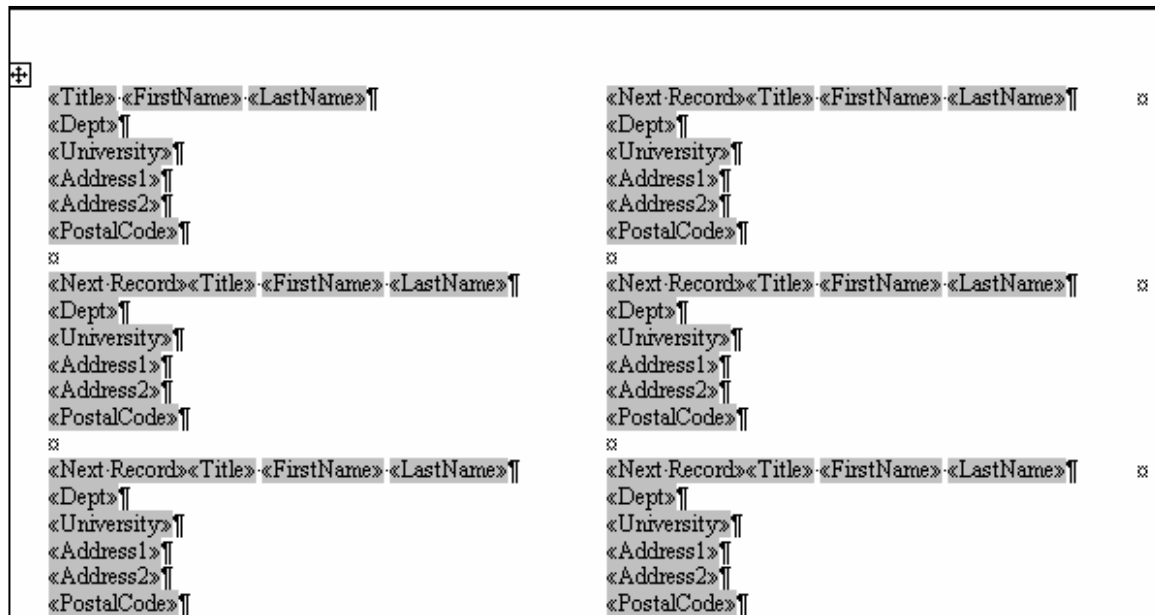 «Title»·«FirstName»·«LastName»¶
«Dept»¶
«University»¶
«Address1»¶
«Address2»¶
«PostalCode»¶
¤
«Next·Record»«Title»·«FirstName»·«LastName»¶ ¤
«Dept»¶
«University»¶
«Address1»¶
«Address2»¶
«PostalCode»¶
¤
«Next·Record»«Title»·«FirstName»·«LastName»¶
«Dept»¶
«University»¶
«Address1»¶
«Address2»¶
«PostalCode»¶
¤
«Next·Record»«Title»·«FirstName»·«LastName»¶ ¤
«Dept»¶
«University»¶
«Address1»¶
«Address2»¶
«PostalCode»¶
¤
«Next·Record»«Title»·«FirstName»·«LastName»¶
«Dept»¶
«University»¶
«Address1»¶
«Address2»¶
«PostalCode»¶
«Next·Record»«Title»·«FirstName»·«LastName»¶ ¤
«Dept»¶
«University»¶
«Address1»¶
«Address2»¶
«PostalCode»¶